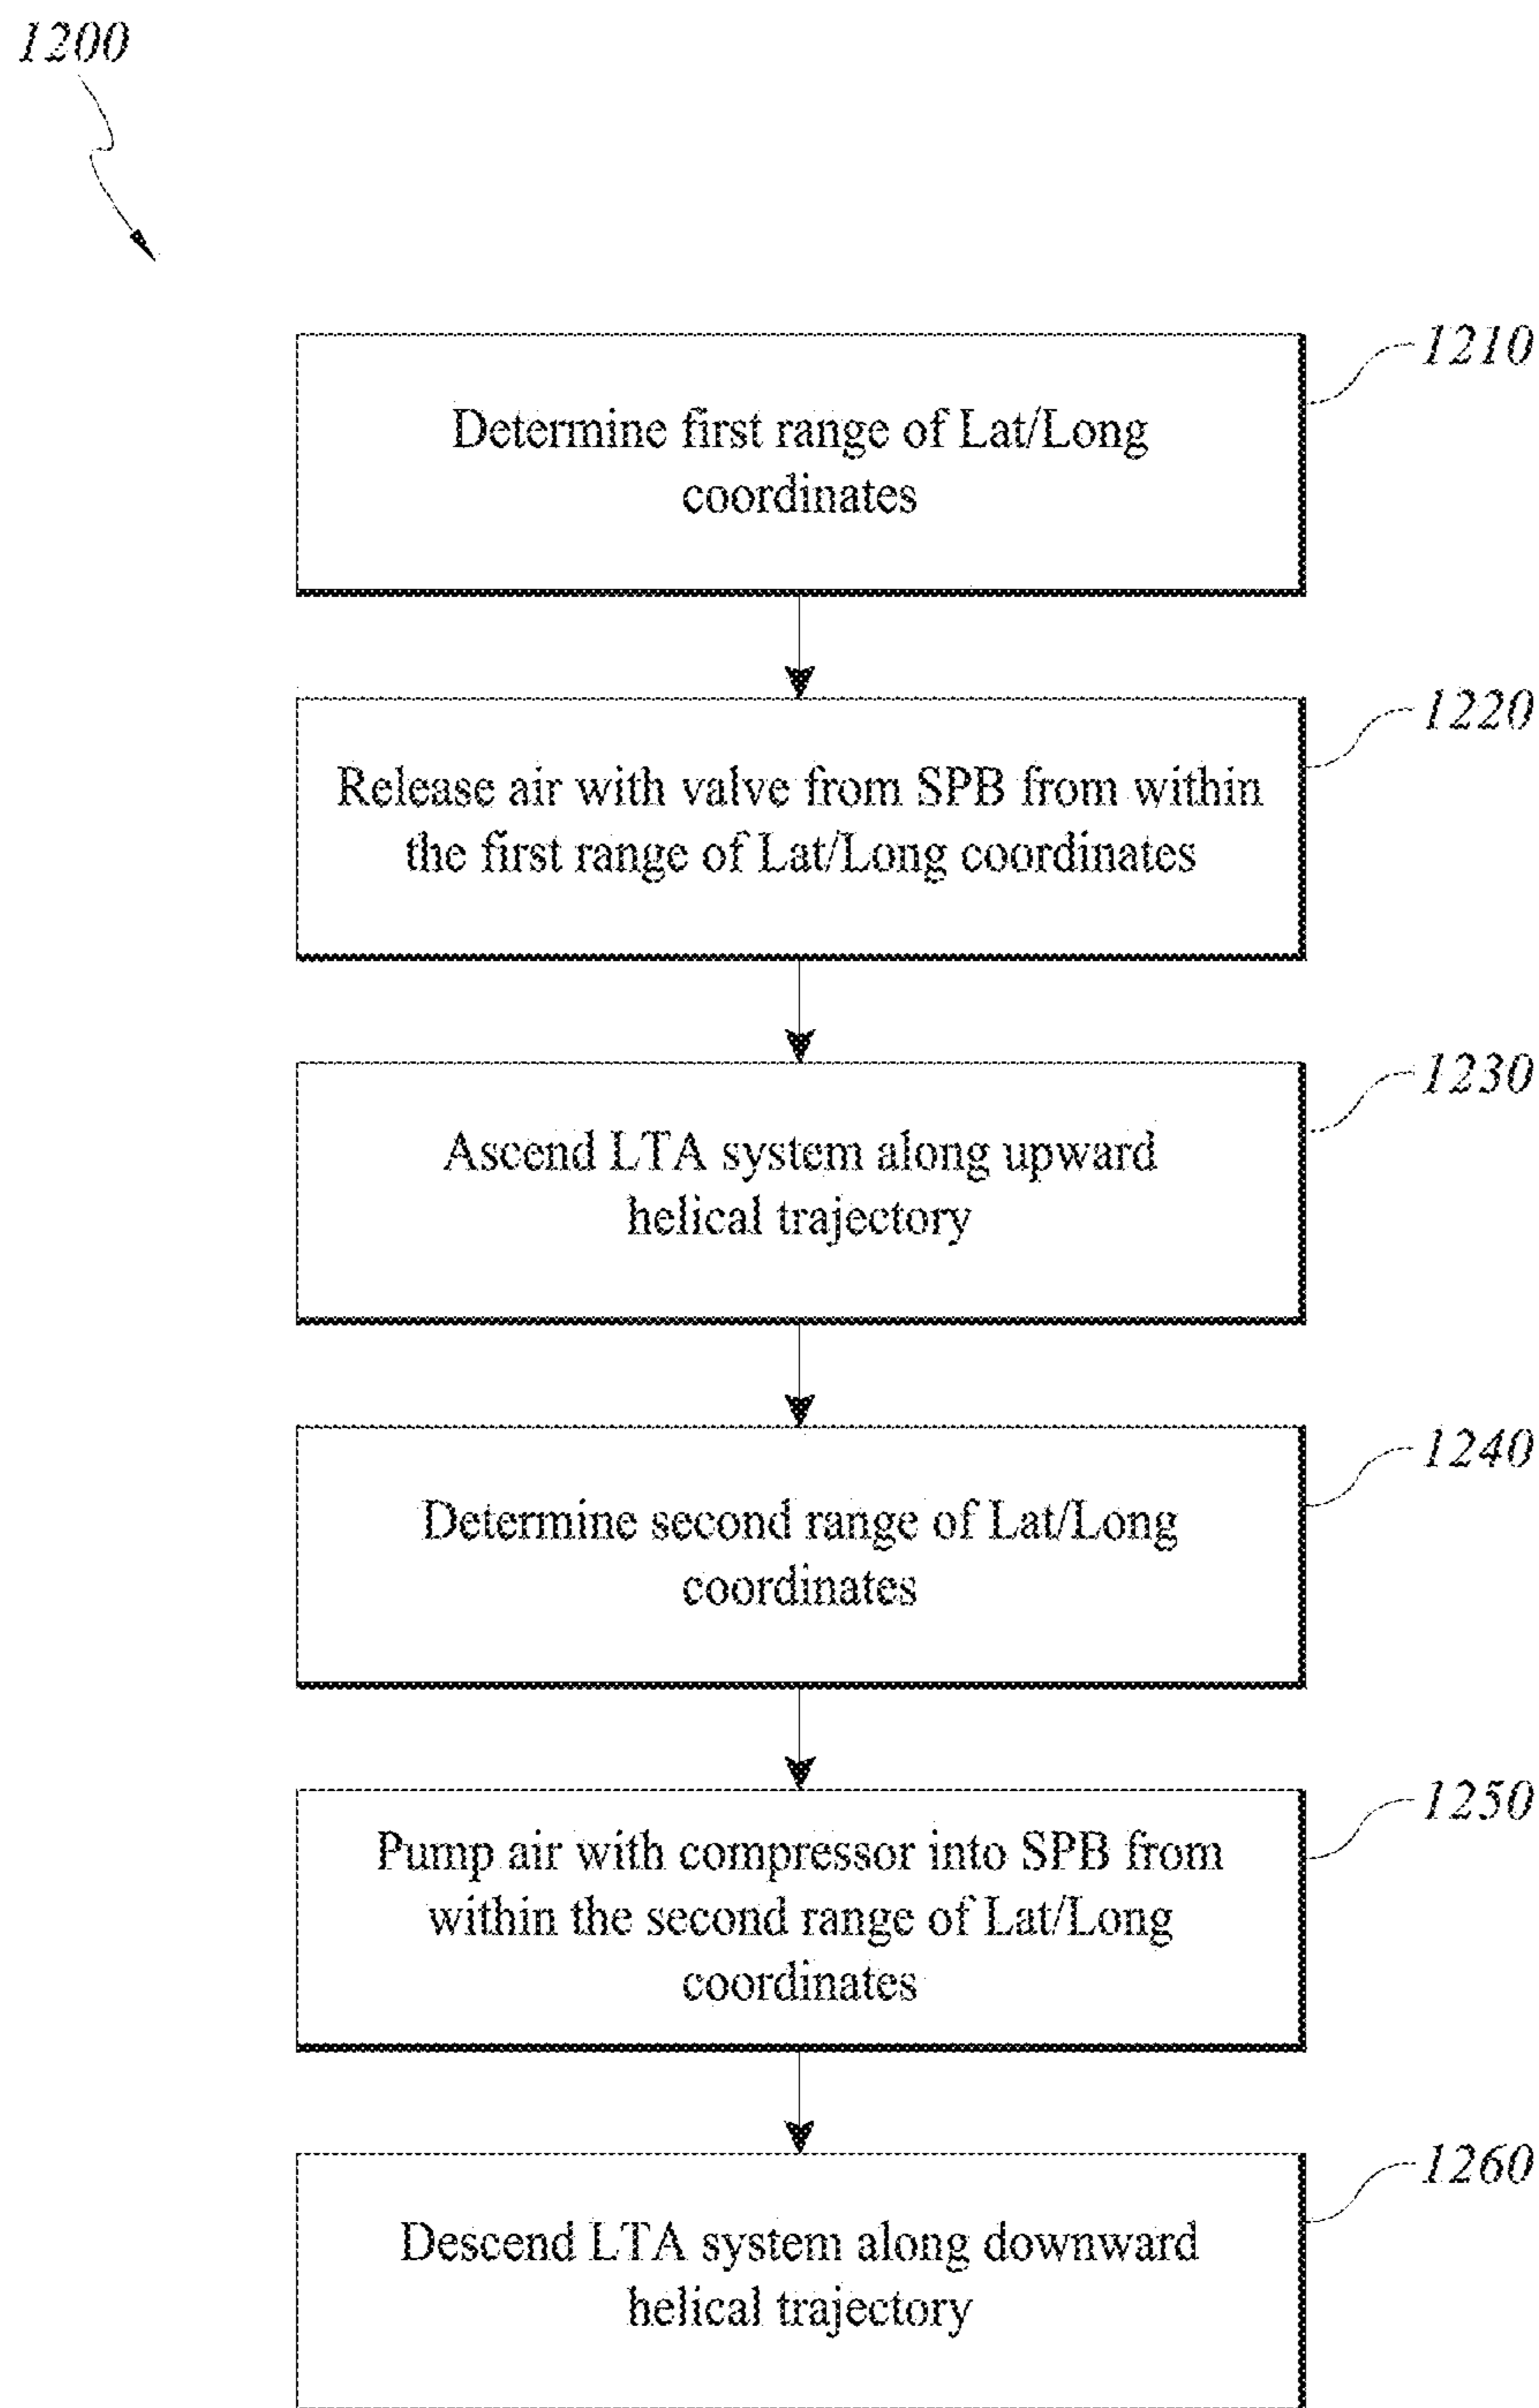 1200
1210
Determine first range of Lat/Long
coordinates
1220
Release air with valve from SPB from within
the first range of Lat/Long coordinates
1230
Ascend LTA system along upward
helical trajectory
1240
Determine second range of Lat/Long
coordinates
1250
Pump air with compressor into SPB from
within the second range of Lat/Long
coordinates
1260
Descend LTA system along downward
helical trajectory